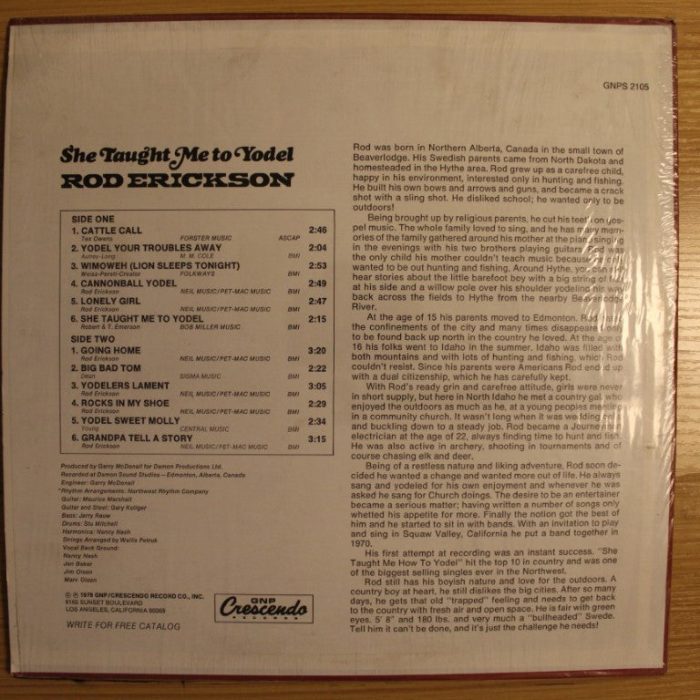 GNPS 2105
She Taught Me to Yodel
ROD ERICKSON
SIDE ONE
1. CATTLE CALL 2:46
Tex Owens FORSTER MUSIC ASCAP
2. YODEL YOUR TROUBLES AWAY 2:04
Autrey-Long M. M. COLE BMI
3. WIMOWEH (LION SLEEPS TONIGHT) 2:53
Weiss-Peretti-Creator FOLKWAYS BMI
4. CANNONBALL YODEL 2:49
Rod Erickson NEIL MUSIC/PET-MAC MUSIC BMI
5. LONELY GIRL 2:47
Rod Erickson NEIL MUSIC/PET-MAC MUSIC BMI
6. SHE TAUGHT ME TO YODEL 2:15
Robert & T. Emerson BOB MILLER MUSIC BMI
SIDE TWO
1. GOING HOME 3:20
Rod Erickson NEIL MUSIC/PET-MAC MUSIC BMI
2. BIG BAD TOM 2:22
Dean SIGMA MUSIC BMI
3. YODELERS LAMENT 3:05
Rod Erickson NEIL MUSIC/PET-MAC MUSIC BMI
4. ROCKS IN MY SHOE 2:29
Rod Erickson NEIL MUSIC/PET-MAC MUSIC BMI
5. YODEL SWEET MOLLY 2:34
Young CENTRAL MUSIC BMI
6. GRANDPA TELL A STORY 3:15
Rod Erickson NEIL MUSIC/PET-MAC MUSIC BMI
Produced by Garry McDonall for Damon Productions Ltd.
Recorded at Damon Sound Studios—Edmonton, Alberta, Canada
Engineer: Garry McDonall
*Rhythm Arrangements: Northwest Rhythm Company
Guitar: Maurice Marshall
Guitar and Steel: Gary Koliger
Bass: Jerry Rauw
Drums: Stu Mitchell
Harmonica: Nanny Nash
Strings Arranged by Wallis Petruk
Vocal Back Ground:
Nanny Nash
Jan Baker
Jim Olsen
Marv Olsen
© ℗ 1978 GNP/CRESCENDO RECORD CO., INC.
9165 SUNSET BOULEVARD
LOS ANGELES, CALIFORNIA 90069
WRITE FOR FREE CATALOG
GNP
Crescendo
RECORDS
Rod was born in Northern Alberta, Canada in the small town of
Beaverlodge. His Swedish parents came from North Dakota and
homesteaded in the Hythe area. Rod grew up as a carefree child,
happy in his environment, interested only in hunting and fishing.
He built his own bows and arrows and guns, and became a crack
shot with a sling shot. He disliked school; he wanted only to be
outdoors!
Being brought up by religious parents, he cut his teeth on gos-
pel music. The whole family loved to sing, and he has many mem-
ories of the family gathered around his mother at the piano singing
in the evenings with his two brothers playing guitars. Rod was
the only child his mother couldn't teach music because he
wanted to be out hunting and fishing. Around Hythe, you can still
hear stories about the little barefoot boy with a big string of fish
at his side and a willow pole over his shoulder yodeling his way
back across the fields to Hythe from the nearby Beaverlodge
River.
At the age of 15 his parents moved to Edmonton. Rod hated
the confinements of the city and many times disappeared only
to be found back up north in the country he loved. At the age of
16 his folks went to Idaho in the summer. Idaho was filled with
both mountains and with lots of hunting and fishing, which Rod
couldn't resist. Since his parents were Americans Rod ended up
with a dual citizenship, which he has carefully kept.
With Rod's ready grin and carefree attitude, girls were never
in short supply, but here in North Idaho he met a country gal who
enjoyed the outdoors as much as he, at a young peoples meeting
in a community church. It wasn't long when it was wedding bells
and buckling down to a steady job. Rod became a Journeyman
electrician at the age of 22, always finding time to hunt and fish.
He was also active in archery, shooting in tournaments and of
course chasing elk and deer.
Being of a restless nature and liking adventure, Rod soon de-
cided he wanted a change and wanted more out of life. He always
sang and yodeled for his own enjoyment and whenever he was
asked he sang for Church doings. The desire to be an entertainer
became a serious matter; having written a number of songs only
whetted his appetite for more. Finally the notion got the best of
him and he started to sit in with bands. With an invitation to play
and sing in Squaw Valley, California he put a band together in
1970.
His first attempt at recording was an instant success. "She
Taught Me How To Yodel" hit the top 10 in country and was one
of the biggest selling singles ever in the Northwest.
Rod still has his boyish nature and love for the outdoors. A
country boy at heart, he still dislikes the big cities. After so many
days, he gets that old "trapped" feeling and needs to get back
to the country with fresh air and open space. He is fair with green
eyes. 5' 8" and 180 lbs. and very much a "bullheaded" Swede.
Tell him it can't be done, and it's just the challenge he needs!